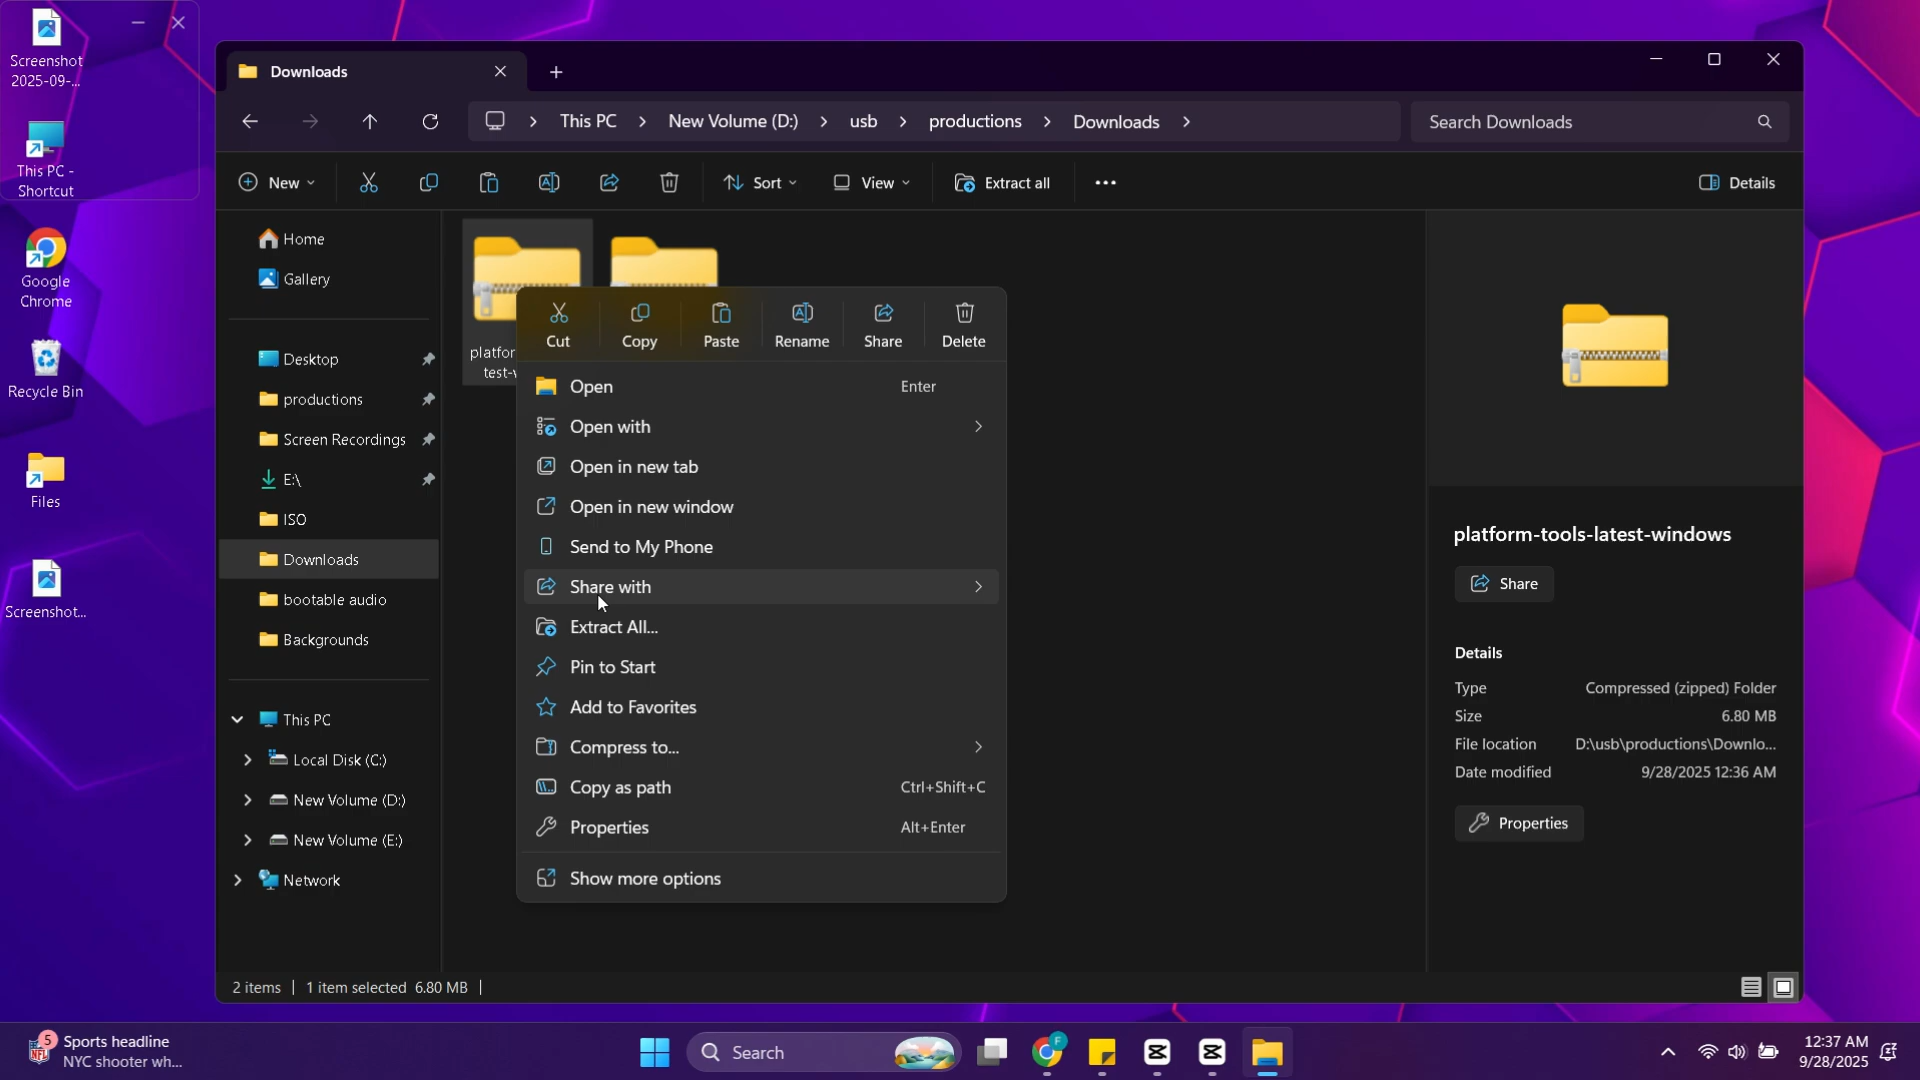 Screenshot
2025-09-...
This PC -
Shortcut
Google
Chrome
Recycle Bin
Files
Screenshot...
Downloads
This PC
New Volume (D:)
usb
productions
Downloads
Search Downloads
New
Sort
View
Extract all
Details
Home
Gallery
Desktop
productions
Screen Recordings
E:\
ISO
Downloads
bootable audio
Backgrounds
This PC
Local Disk (C:)
New Volume (D:)
New Volume (E:)
Network
Cut
Copy
Paste
Rename
Share
Delete
Open Enter
Open with
Open in new tab
Open in new window
Send to My Phone
Share with
Extract All...
Pin to Start
Add to Favorites
Compress to...
Copy as path Ctrl+Shift+C
Properties Alt+Enter
Show more options
platform-tools-latest-windows
Share
Details
Type Compressed (zipped) Folder
Size 6.80 MB
File location D:\usb\productions\Downlo...
Date modified 9/28/2025 12:36 AM
Properties
2 items 1 item selected 6.80 MB
5
Sports headline
NYC shooter wh...
Search
F
12:37 AM
9/28/2025